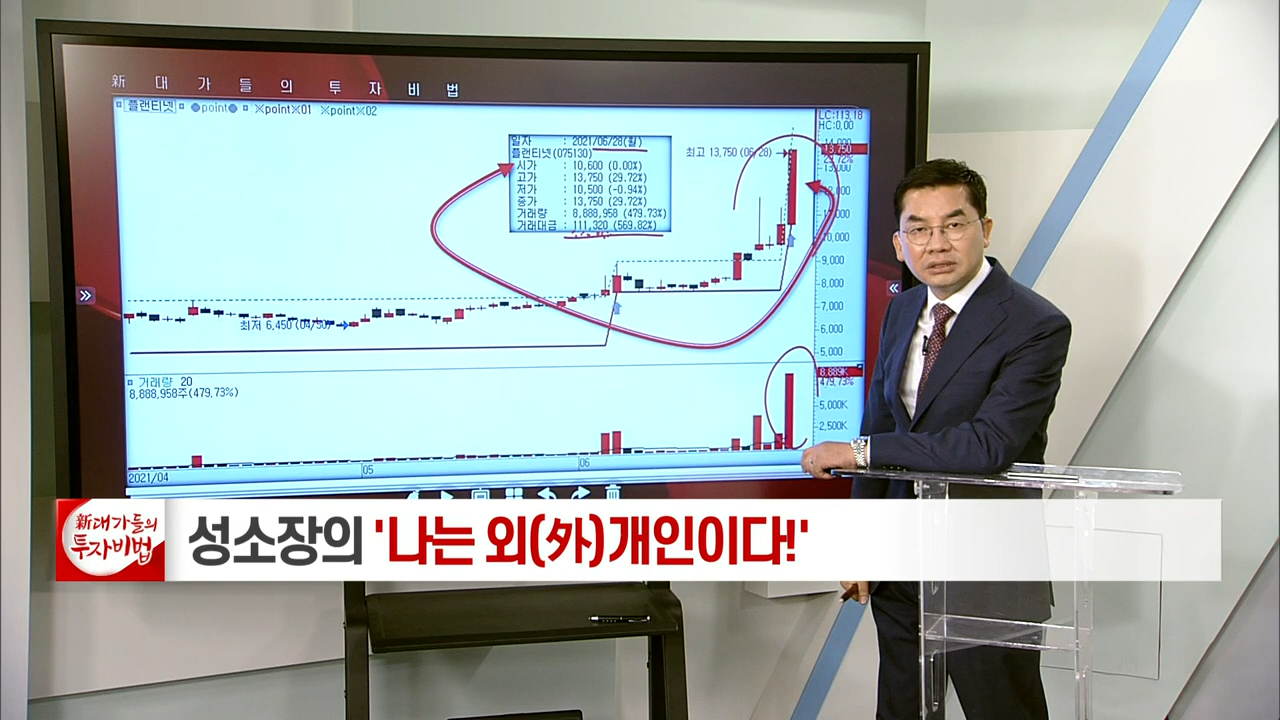 新 대 가 들 의 투 자 비 법
플랜티넷 point ※point※01 ※point※02
LC:113.18
HC:0.00
일자 : 2021/06/28(월)
플랜티넷(075130)
시가 : 10,600 (0.00%)
고가 : 13,750 (29.72%)
저가 : 10,500 (-0.94%)
종가 : 13,750 (29.72%)
거래량 : 8,888,958 (479.73%)
거래대금 : 111,320 (569.82%)
최고 13,750 (06/28)
14,000
13,750
29.72%
13,000
12,000
11,000
10,000
9,000
8,000
7,000
6,000
5,000
최저 6,450 (04/30)
거래량 20
8,888,958주(479.73%)
8.889K
479.73%
5,000K
2,500K
2021/04 05 06
新대가들의
투자비법
성소장의 '나는 외(外)개인이다!'